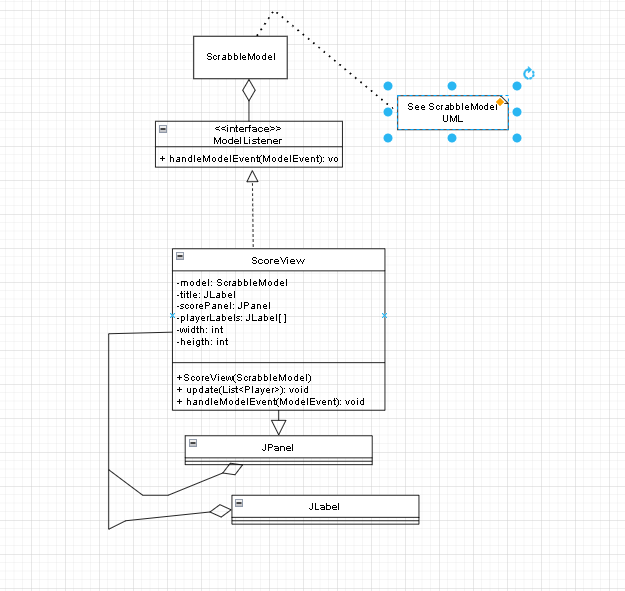 ScrabbleModel
See ScrabbleModel
UML
<<interface>>
ModelListener
+ handleModelEvent(ModelEvent): vo
ScoreView
-model: ScrabbleModel
-title: JLabel
-scorePanel: JPanel
-playerLabels: JLabel[]
-width: int
-heigth: int
+ScoreView(ScrabbleModel)
+ update(List<Player>): void
+ handleModelEvent(ModelEvent): void
JPanel
JLabel